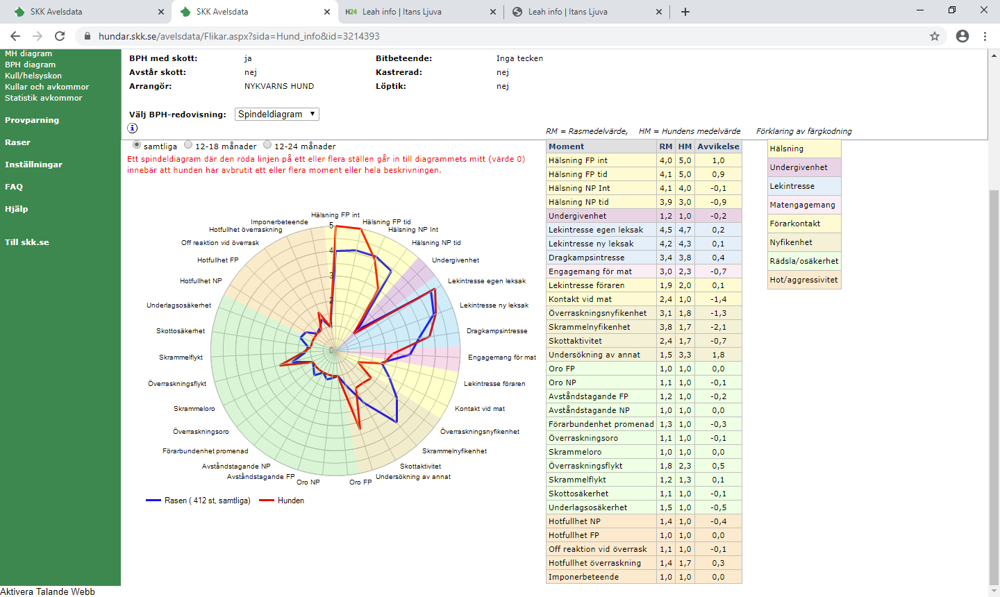 SKK Avelsdata
SKK Avelsdata
H24 Leah info | Itans Ljuva
Leah info | Itans Ljuva
hundar.skk.se/avelsdata/Flikar.aspx?sida=Hund_info&id=3214393
MH diagram
BPH diagram
Kull/helsyskon
Kullar och avkommor
Statistik avkommor
Provparning
Raser
Inställningar
FAQ
Hjälp
Till skk.se
Aktivera Talande Webb
BPH med skott: ja Bitbeteende: Inga tecken
Avstår skott: nej Kastrerad: nej
Arrangör: NYKVARNS HUND Löptik: nej
Välj BPH-redovisning: Spindeldiagram
i
samtliga 12-18 månader 12-24 månader
Ett spindeldiagram där den röda linjen på ett eller flera ställen går in till diagrammets mitt (värde 0)
innebär att hunden har avbrutit ett eller flera moment eller hela beskrivningen.
Hälsning FP int
Hälsning FP tid
Hälsning NP Int
Hälsning NP tid
Undergivenhet
Lekintresse egen leksak
Lekintresse ny leksak
Dragkampsintresse
Engagemang för mat
Lekintresse föraren
Kontakt vid mat
Överraskningsnyfikenhet
Skrammelnyfikenhet
Skottaktivitet
Undersökning av annat
Oro FP
Oro NP
Avståndstagande FP
Avståndstagande NP
Förarbundenhet promenad
Överraskningsoro
Skrammeloro
Överraskningsflykt
Skrammelflykt
Skottosäkerhet
Underlagsosäkerhet
Hotfullhet NP
Hotfullhet FP
Off reaktion vid överrask
Hotfullhet överraskning
Imponerbeteende
5
4
3
2
1
0
Rasen ( 412 st, samtliga) Hunden
RM = Rasmedelvärde, HM = Hundens medelvärde Förklaring av färgkodning
Moment RM HM Avvikelse
Hälsning FP int 4,0 5,0 1,0
Hälsning FP tid 4,1 5,0 0,9
Hälsning NP Int 4,1 4,0 -0,1
Hälsning NP tid 3,9 3,0 -0,9
Undergivenhet 1,2 1,0 -0,2
Lekintresse egen leksak 4,5 4,7 0,2
Lekintresse ny leksak 4,2 4,3 0,1
Dragkampsintresse 3,4 3,8 0,4
Engagemang för mat 3,0 2,3 -0,7
Lekintresse föraren 1,9 2,0 0,1
Kontakt vid mat 2,4 1,0 -1,4
Överraskningsnyfikenhet 3,1 1,8 -1,3
Skrammelnyfikenhet 3,8 1,7 -2,1
Skottaktivitet 2,4 1,7 -0,7
Undersökning av annat 1,5 3,3 1,8
Oro FP 1,0 1,0 0,0
Oro NP 1,1 1,0 -0,1
Avståndstagande FP 1,2 1,0 -0,2
Avståndstagande NP 1,0 1,0 0,0
Förarbundenhet promenad 1,3 1,0 -0,3
Överraskningsoro 1,1 1,0 -0,1
Skrammeloro 1,0 1,0 0,0
Överraskningsflykt 1,8 2,3 0,5
Skrammelflykt 1,2 1,3 0,1
Skottosäkerhet 1,1 1,0 -0,1
Underlagsosäkerhet 1,5 1,0 -0,5
Hotfullhet NP 1,4 1,0 -0,4
Hotfullhet FP 1,0 1,0 0,0
Off reaktion vid överrask 1,1 1,0 -0,1
Hotfullhet överraskning 1,4 1,7 0,3
Imponerbeteende 1,0 1,0 0,0
Hälsning
Undergivenhet
Lekintresse
Matengagemang
Förarkontakt
Nyfikenhet
Rädsla/osäkerhet
Hot/aggressivitet